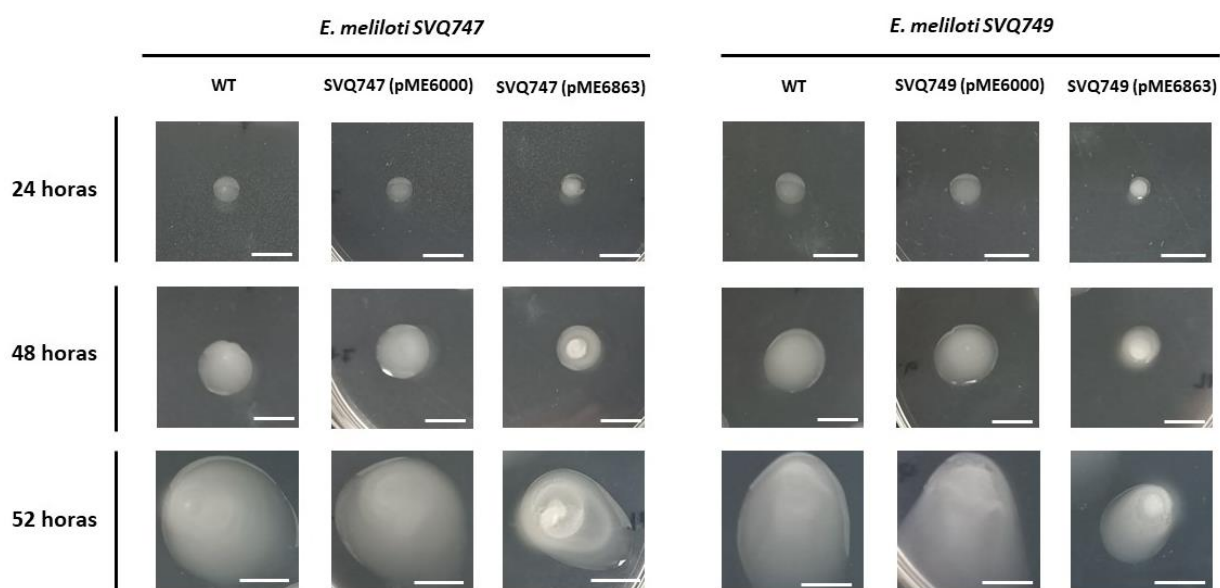 E. meliloti SVQ747
E. meliloti SVQ749
WT
SVQ747 (pME6000)
SVQ747 (pME6863)
WT
SVQ749 (pME6000)
SVQ749 (pME6863)
24 horas
48 horas
52 horas